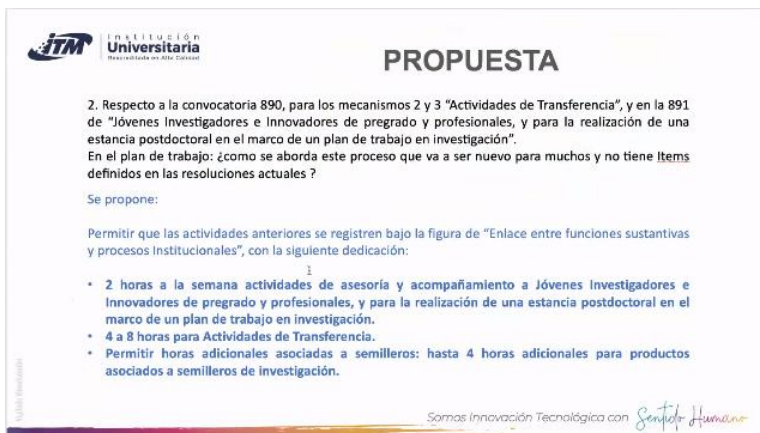 iTM
Institución
Universitaria
Reacreditada en Alta Calidad
PROPUESTA
2. Respecto a la convocatoria 890, para los mecanismos 2 y 3 “Actividades de Transferencia”, y en la 891
de “Jóvenes Investigadores e Innovadores de pregrado y profesionales, y para la realización de una
estancia postdoctoral en el marco de un plan de trabajo en investigación”.
En el plan de trabajo: ¿como se aborda este proceso que va a ser nuevo para muchos y no tiene Items
definidos en las resoluciones actuales ?
Se propone:
Permitir que las actividades anteriores se registren bajo la figura de “Enlace entre funciones sustantivas
y procesos Institucionales”, con la siguiente dedicación:
• 2 horas a la semana actividades de asesoría y acompañamiento a Jóvenes Investigadores e
Innovadores de pregrado y profesionales, y para la realización de una estancia postdoctoral en el
marco de un plan de trabajo en investigación.
• 4 a 8 horas para Actividades de Transferencia.
• Permitir horas adicionales asociadas a semilleros: hasta 4 horas adicionales para productos
asociados a semilleros de investigación.
Somos Innovación Tecnológica con Sentido Humano